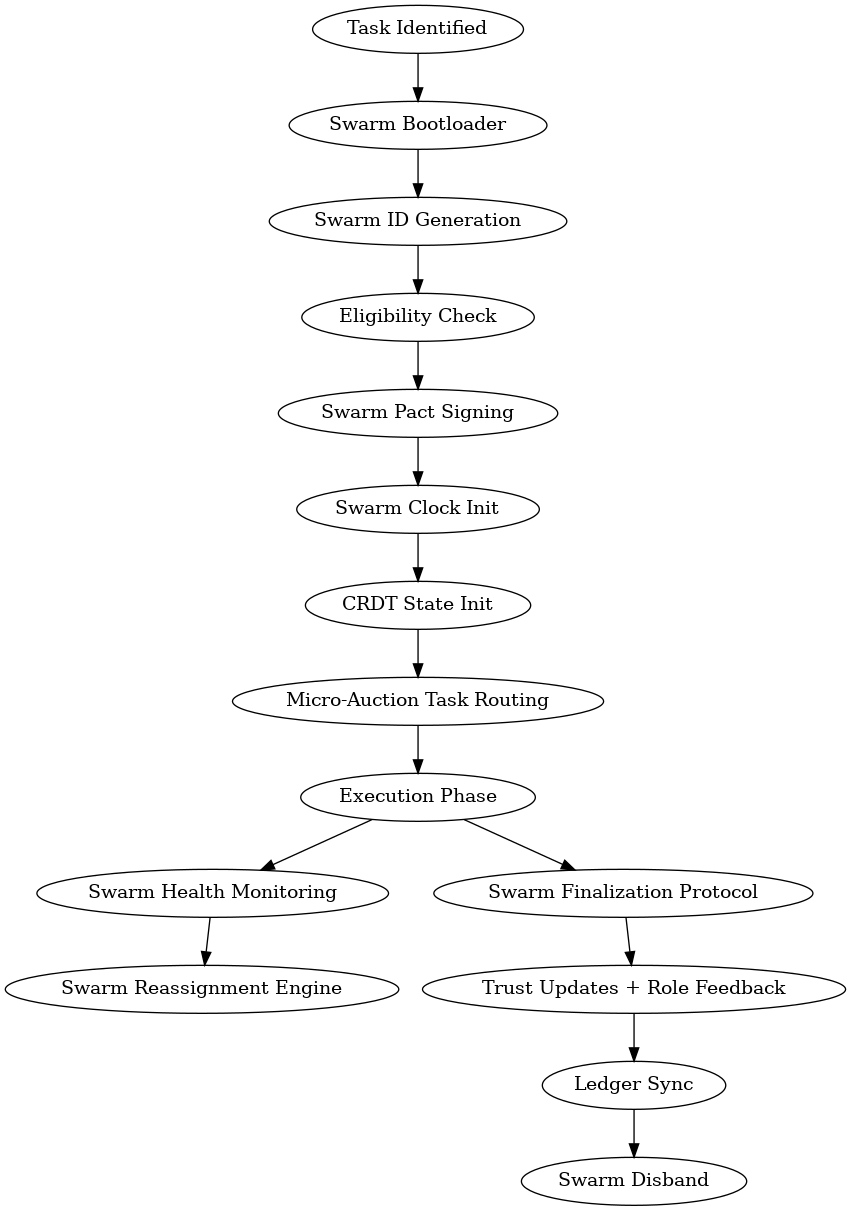 Task Identified
Swarm Bootloader
Swarm ID Generation
Eligibility Check
Swarm Pact Signing
Swarm Clock Init
CRDT State Init
Micro-Auction Task Routing
Execution Phase
Swarm Health Monitoring
Swarm Finalization Protocol
Swarm Reassignment Engine
Trust Updates + Role Feedback
Ledger Sync
Swarm Disband